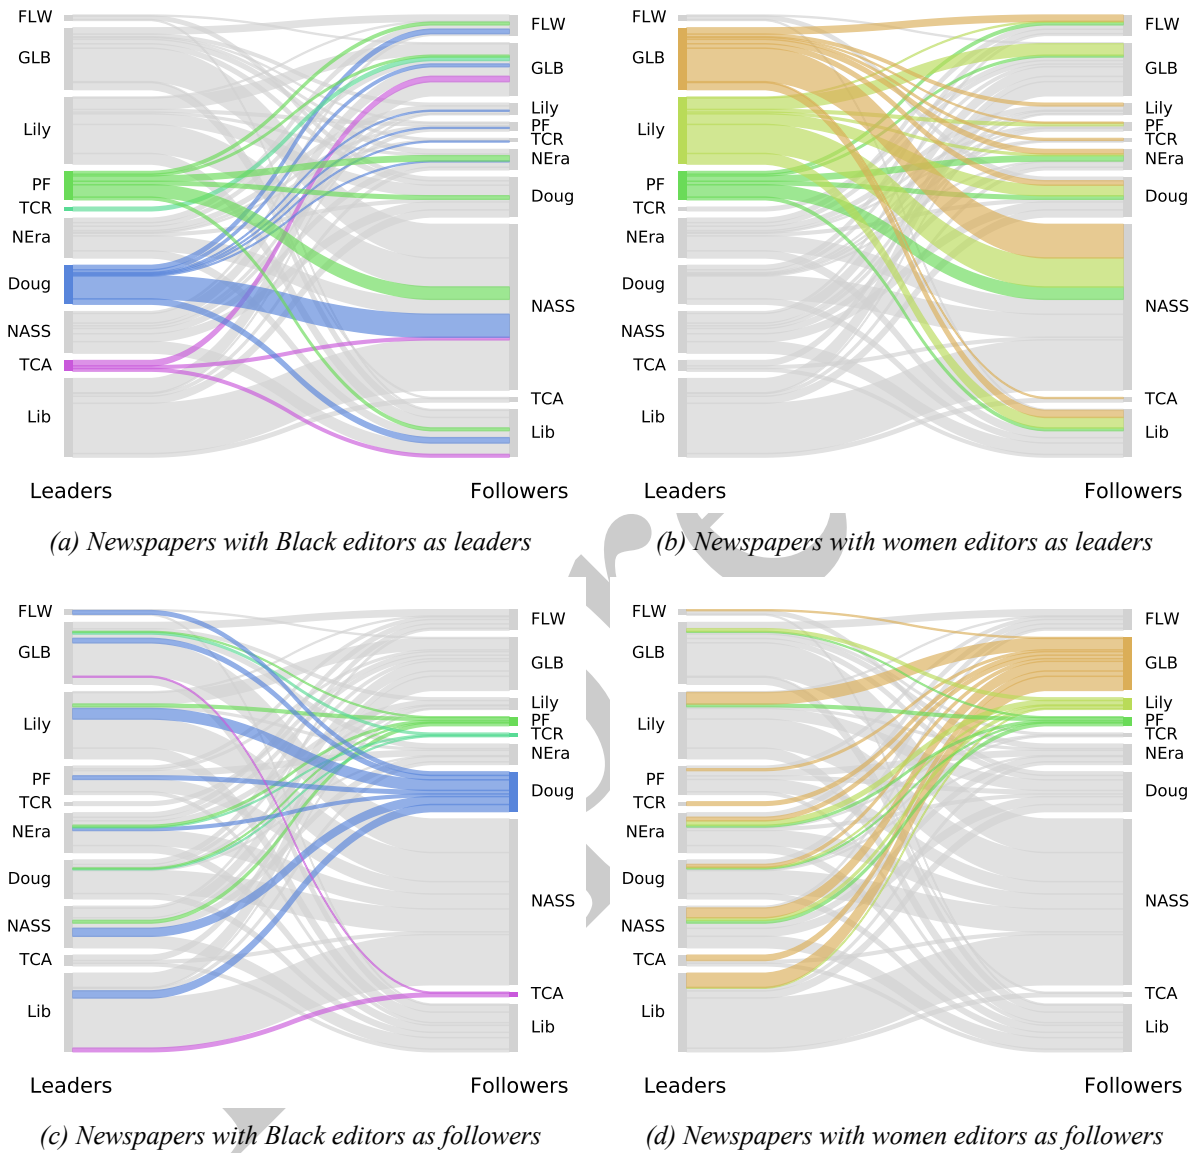 FLW
GLB
Lily
PF
TCR
NEra
Doug
NASS
TCA
Lib
FLW
GLB
Lily
PF
TCR
NEra
Doug
NASS
TCA
Lib
Leaders Followers
(a) Newspapers with Black editors as leaders
FLW
GLB
Lily
PF
TCR
NEra
Doug
NASS
TCA
Lib
FLW
GLB
Lily
PF
TCR
NEra
Doug
NASS
TCA
Lib
Leaders Followers
(b) Newspapers with women editors as leaders
FLW
GLB
Lily
PF
TCR
NEra
Doug
NASS
TCA
Lib
FLW
GLB
Lily
PF
TCR
NEra
Doug
NASS
TCA
Lib
Leaders Followers
(c) Newspapers with Black editors as followers
FLW
GLB
Lily
PF
TCR
NEra
Doug
NASS
TCA
Lib
FLW
GLB
Lily
PF
TCR
NEra
Doug
NASS
TCA
Lib
Leaders Followers
(d) Newspapers with women editors as followers